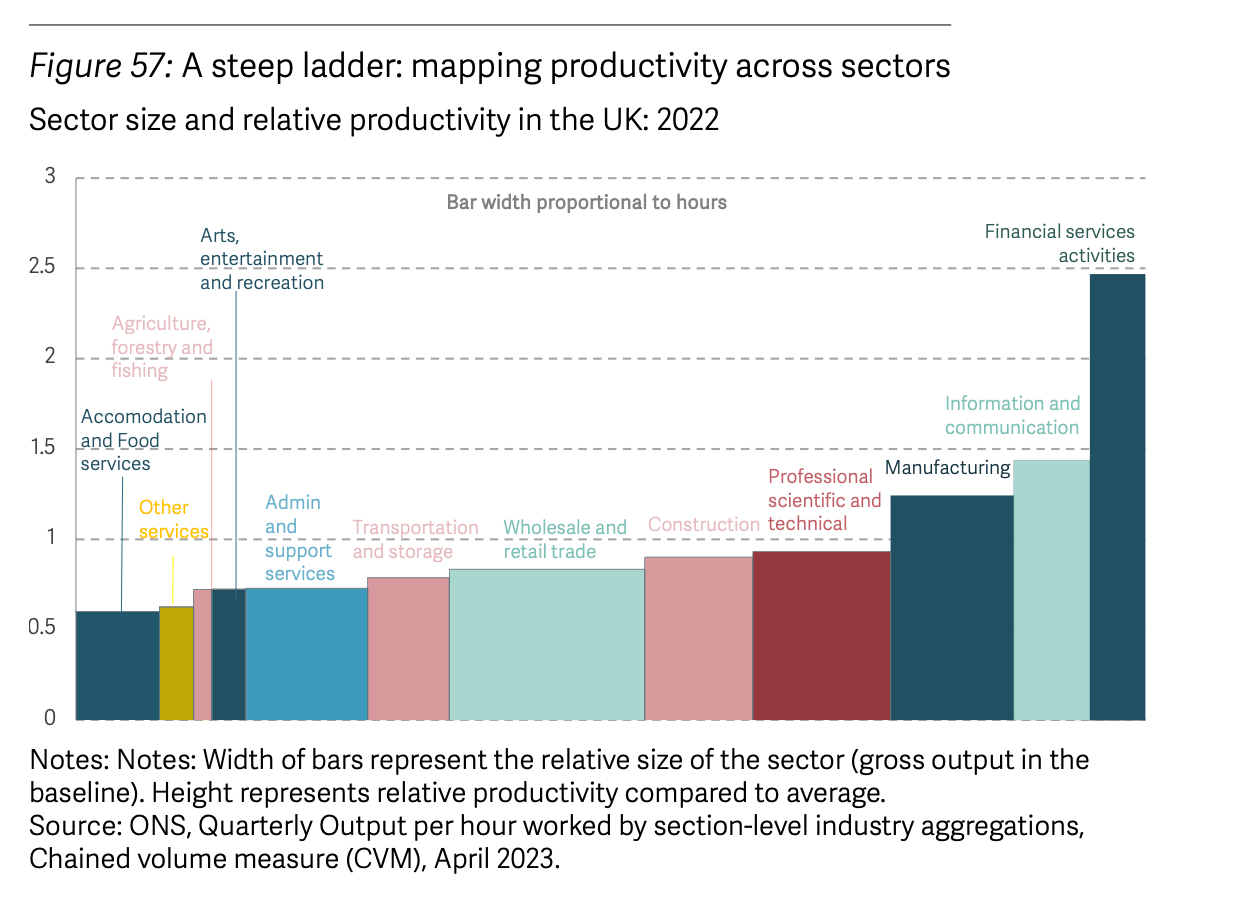 Figure 57: A steep ladder: mapping productivity across sectors
Sector size and relative productivity in the UK: 2022
3
Bar width proportional to hours
2.5
2
1.5
1
0.5
0
Accomodation
and Food
services
Other
services
Agriculture,
forestry and
fishing
Arts,
entertainment
and recreation
Admin
and
support
services
Transportation
and storage
Wholesale and
retail trade
Construction
Professional
scientific and
technical
Manufacturing
Information and
communication
Financial services
activities
Notes: Notes: Width of bars represent the relative size of the sector (gross output in the
baseline). Height represents relative productivity compared to average.
Source: ONS, Quarterly Output per hour worked by section-level industry aggregations,
Chained volume measure (CVM), April 2023.